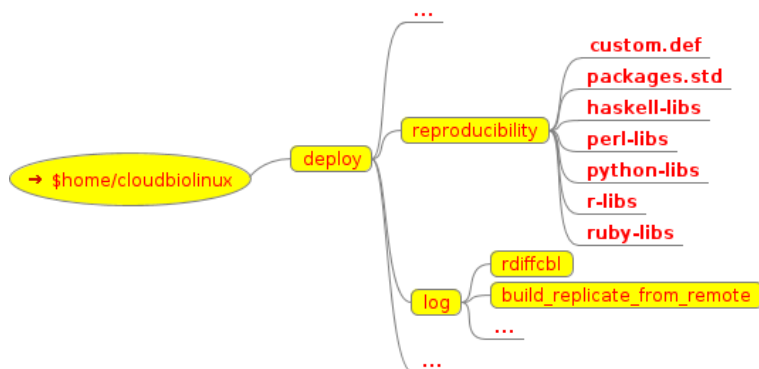 ...
custom.def
packages.std
haskell-libs
reproducibility
perl-libs
deploy
python-libs
➔ $home/cloudbiolinux
r-libs
ruby-libs
rdiffcbl
log
build_replicate_from_remote
...
...